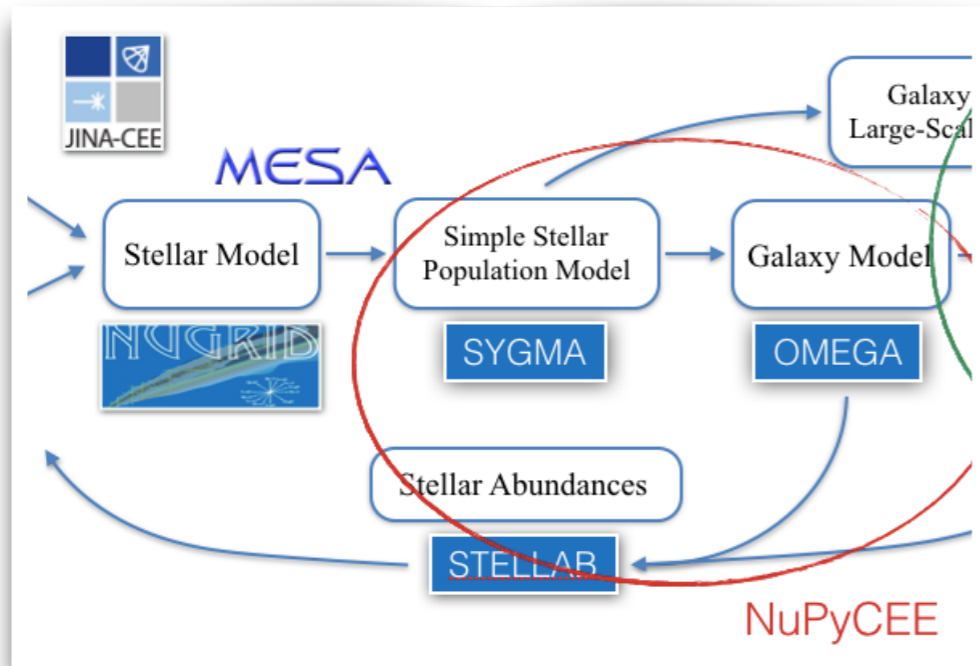 JINA-CEE
MESA
Galaxy
Large-Scal
Stellar Model
Simple Stellar
Population Model
Galaxy Model
NUGRID
SYGMA
OMEGA
Stellar Abundances
STELLAB
NuPyCEE